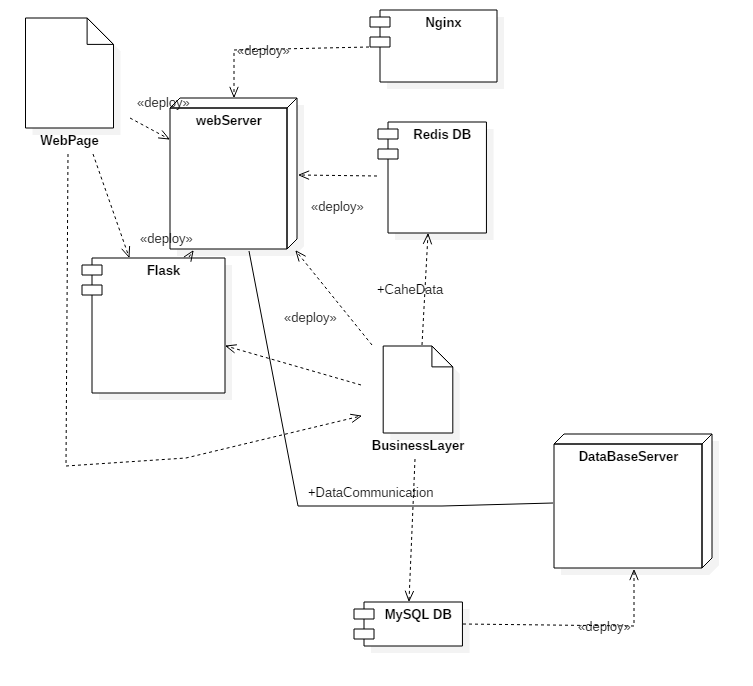 Nginx
«deploy»
«deploy»
webServer
Redis DB
WebPage
«deploy»
«deploy»
Flask
+CaheData
«deploy»
BusinessLayer
DataBaseServer
+DataCommunication
MySQL DB
«deploy»